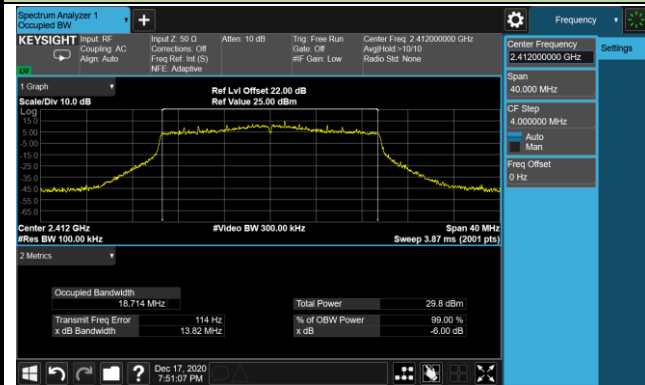 Spectrum Analyzer 1
Occupied BW
Frequency
KEYSIGHT
Input: RF
Coupling: AC
Align: Auto
Input Z: 50 Ω
Corrections: Off
Freq Ref: Int (S)
NFE: Adaptive
Atten: 10 dB
Trig: Free Run
Gate: Off
#IF Gain: Low
Center Freq: 2.412000000 GHz
Avg|Hold:>10/10
Radio Std: None
Center Frequency
2.412000000 GHz
Settings
Span
40.000 MHz
CF Step
4.000000 MHz
Auto
Man
Freq Offset
0 Hz
1 Graph
Scale/Div 10.0 dB
Ref Lvl Offset 22.00 dB
Ref Value 25.00 dBm
Log
15.0
5.00
-5.00
-15.0
-25.0
-35.0
-45.0
-55.0
-65.0
Center 2.412 GHz
#Res BW 100.00 kHz
#Video BW 300.00 kHz
Span 40 MHz
Sweep 3.87 ms (2001 pts)
2 Metrics
Occupied Bandwidth
18.714 MHz
Total Power 29.8 dBm
Transmit Freq Error 114 Hz
% of OBW Power 99.00 %
x dB Bandwidth 13.82 MHz
x dB -6.00 dB
?
Dec 17, 2020
7:51:07 PM